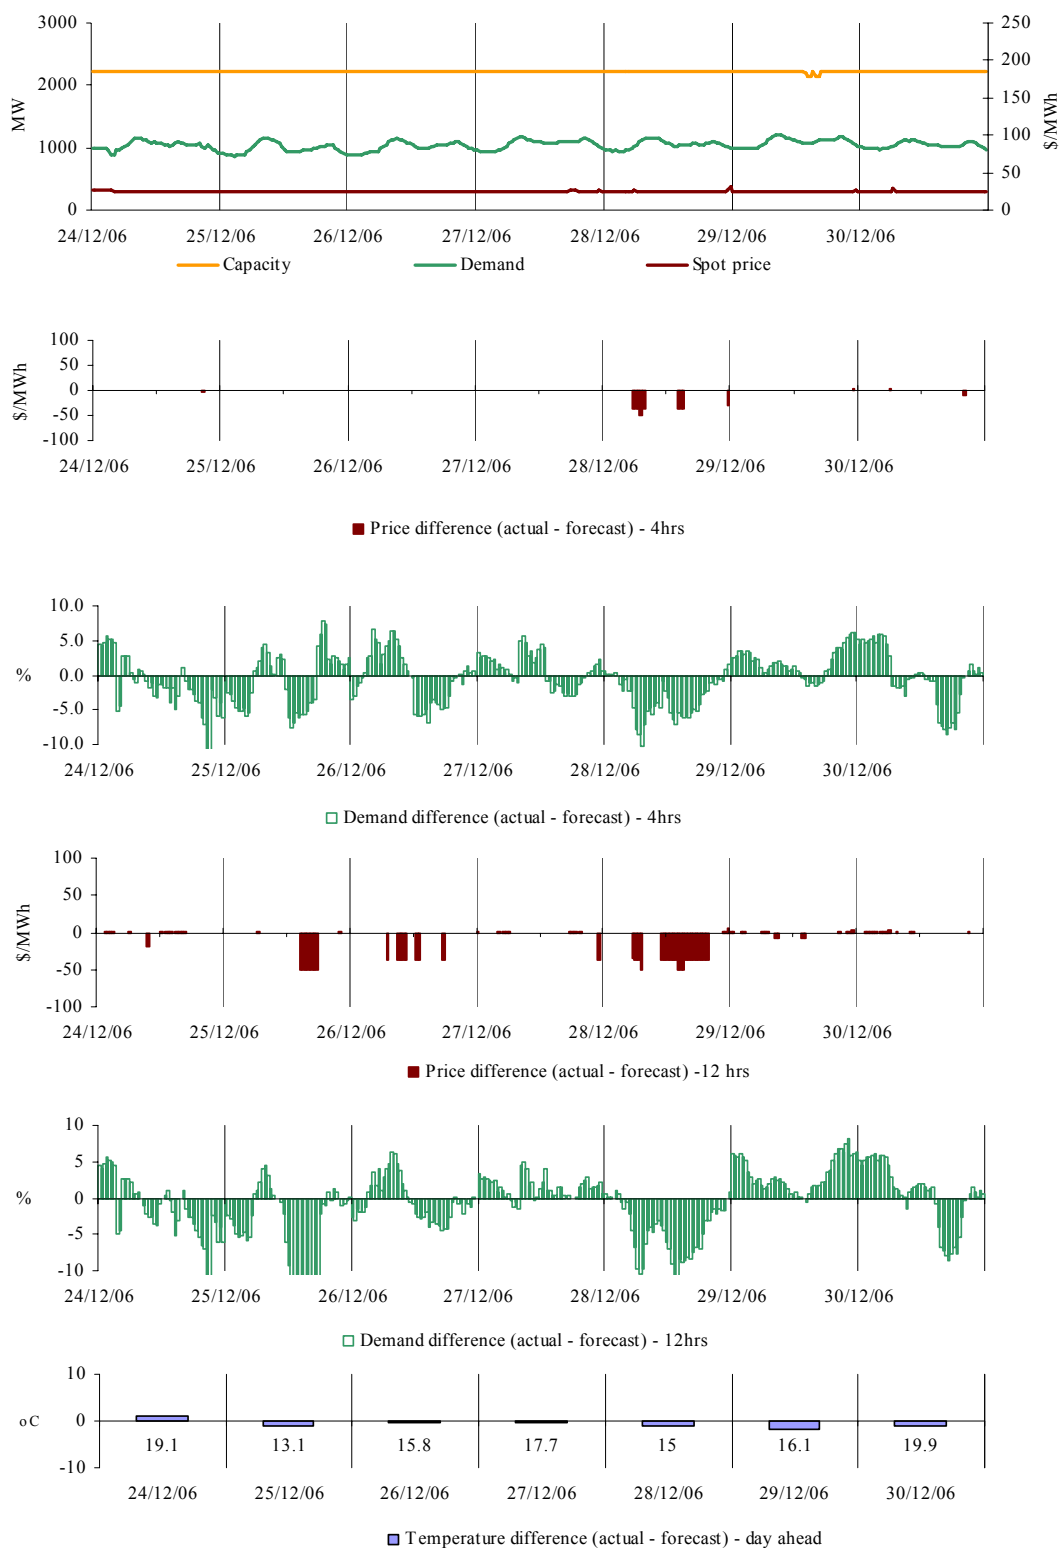 3000 250
200
2000 150
MW $/MWh
1000 100
50
0 0
24/12/06 25/12/06 26/12/06 27/12/06 28/12/06 29/12/06 30/12/06
Capacity Demand Spot price
100
50
$/MWh 0
-50
-100
24/12/06 25/12/06 26/12/06 27/12/06 28/12/06 29/12/06 30/12/06
Price difference (actual - forecast) - 4hrs
10.0
5.0
% 0.0
-5.0
-10.0
24/12/06 25/12/06 26/12/06 27/12/06 28/12/06 29/12/06 30/12/06
Demand difference (actual - forecast) - 4hrs
100
50
$/MWh 0
-50
-100
24/12/06 25/12/06 26/12/06 27/12/06 28/12/06 29/12/06 30/12/06
Price difference (actual - forecast) -12 hrs
10
5
% 0
-5
-10
24/12/06 25/12/06 26/12/06 27/12/06 28/12/06 29/12/06 30/12/06
Demand difference (actual - forecast) - 12hrs
10
oC 0
19.1 13.1 15.8 17.7 15 16.1 19.9
-10
24/12/06 25/12/06 26/12/06 27/12/06 28/12/06 29/12/06 30/12/06
Temperature difference (actual - forecast) - day ahead